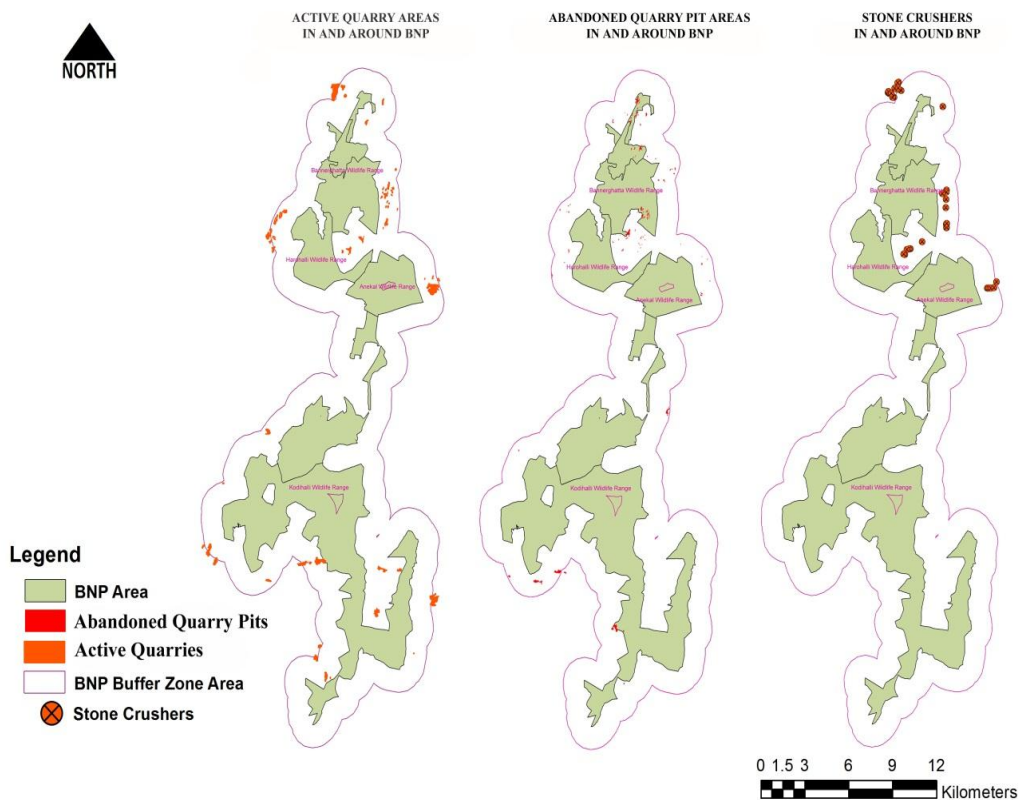 ACTIVE QUARRY AREAS
IN AND AROUND BNP
ABANDONED QUARRY PIT AREAS
IN AND AROUND BNP
STONE CRUSHERS
IN AND AROUND BNP
NORTH
Bannerghatta Wildlife Range
Harohalli Wildlife Range
Anekal Wildlife Range
Kodihalli Wildlife Range
Bannerghatta Wildlife Range
Harohalli Wildlife Range
Anekal Wildlife Range
Kodihalli Wildlife Range
Bannerghatta Wildlife Range
Harohalli Wildlife Range
Anekal Wildlife Range
Kodihalli Wildlife Range
Legend
BNP Area
Abandoned Quarry Pits
Active Quarries
BNP Buffer Zone Area
Stone Crushers
0 1.5 3 6 9 12
Kilometers